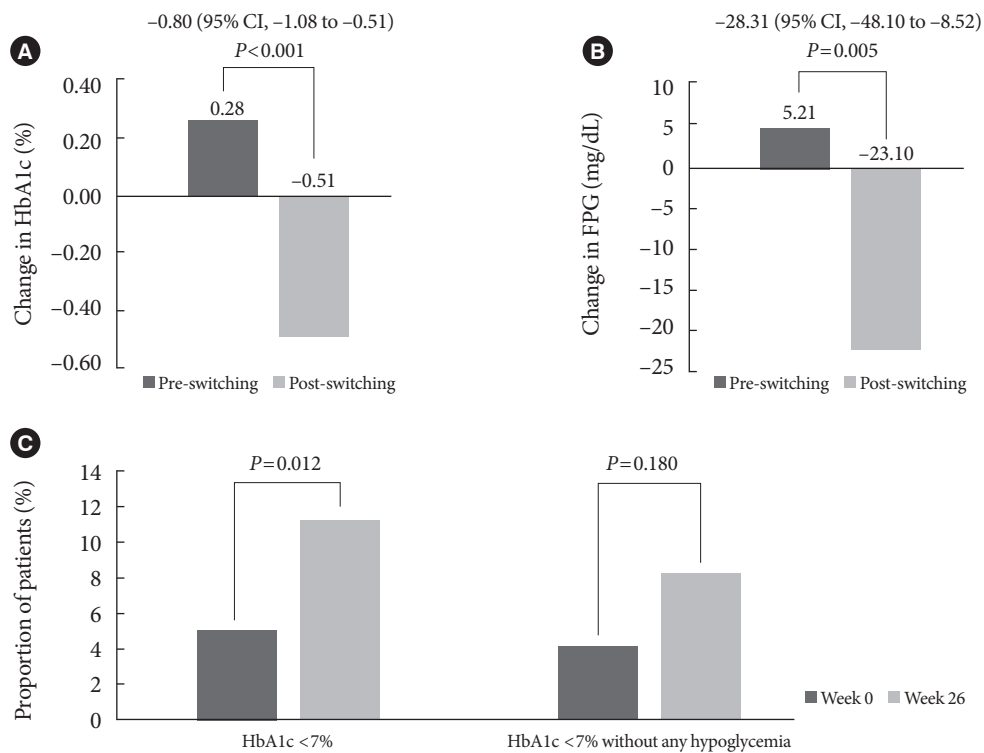 –0.80 (95% CI, –1.08 to –0.51)
A
P<0.001
0.40
0.20
0.00
–0.20
–0.40
–0.60
Change in HbA1c (%)
0.28
–0.51
Pre-switching Post-switching
–28.31 (95% CI, –48.10 to –8.52)
B
P=0.005
10
5
0
–5
–10
–15
–20
–25
Change in FPG (mg/dL)
5.21
–23.10
Pre-switching Post-switching
C
14
12
10
8
6
4
2
0
Proportion of patients (%)
P=0.012
P=0.180
Week 0 Week 26
HbA1c <7%
HbA1c <7% without any hypoglycemia